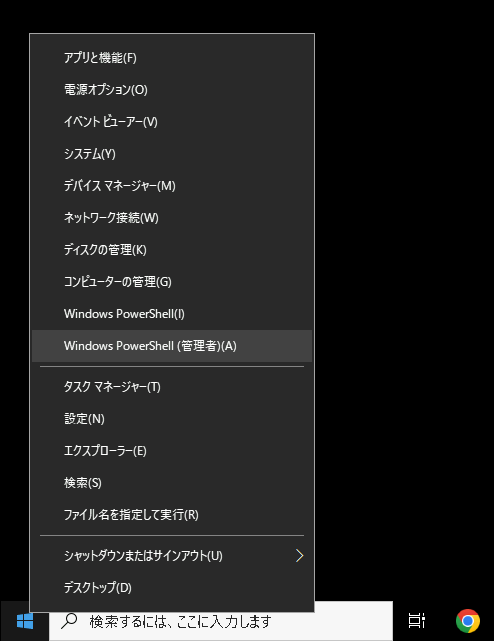 アプリと機能(F)
電源オプション(O)
イベント ビューアー(V)
システム(Y)
デバイス マネージャー(M)
ネットワーク接続(W)
ディスクの管理(K)
コンピューターの管理(G)
Windows PowerShell(I)
Windows PowerShell (管理者)(A)
タスク マネージャー(T)
設定(N)
エクスプローラー(E)
検索(S)
ファイル名を指定して実行(R)
シャットダウンまたはサインアウト(U)
デスクトップ(D)
検索するには、ここに入力します